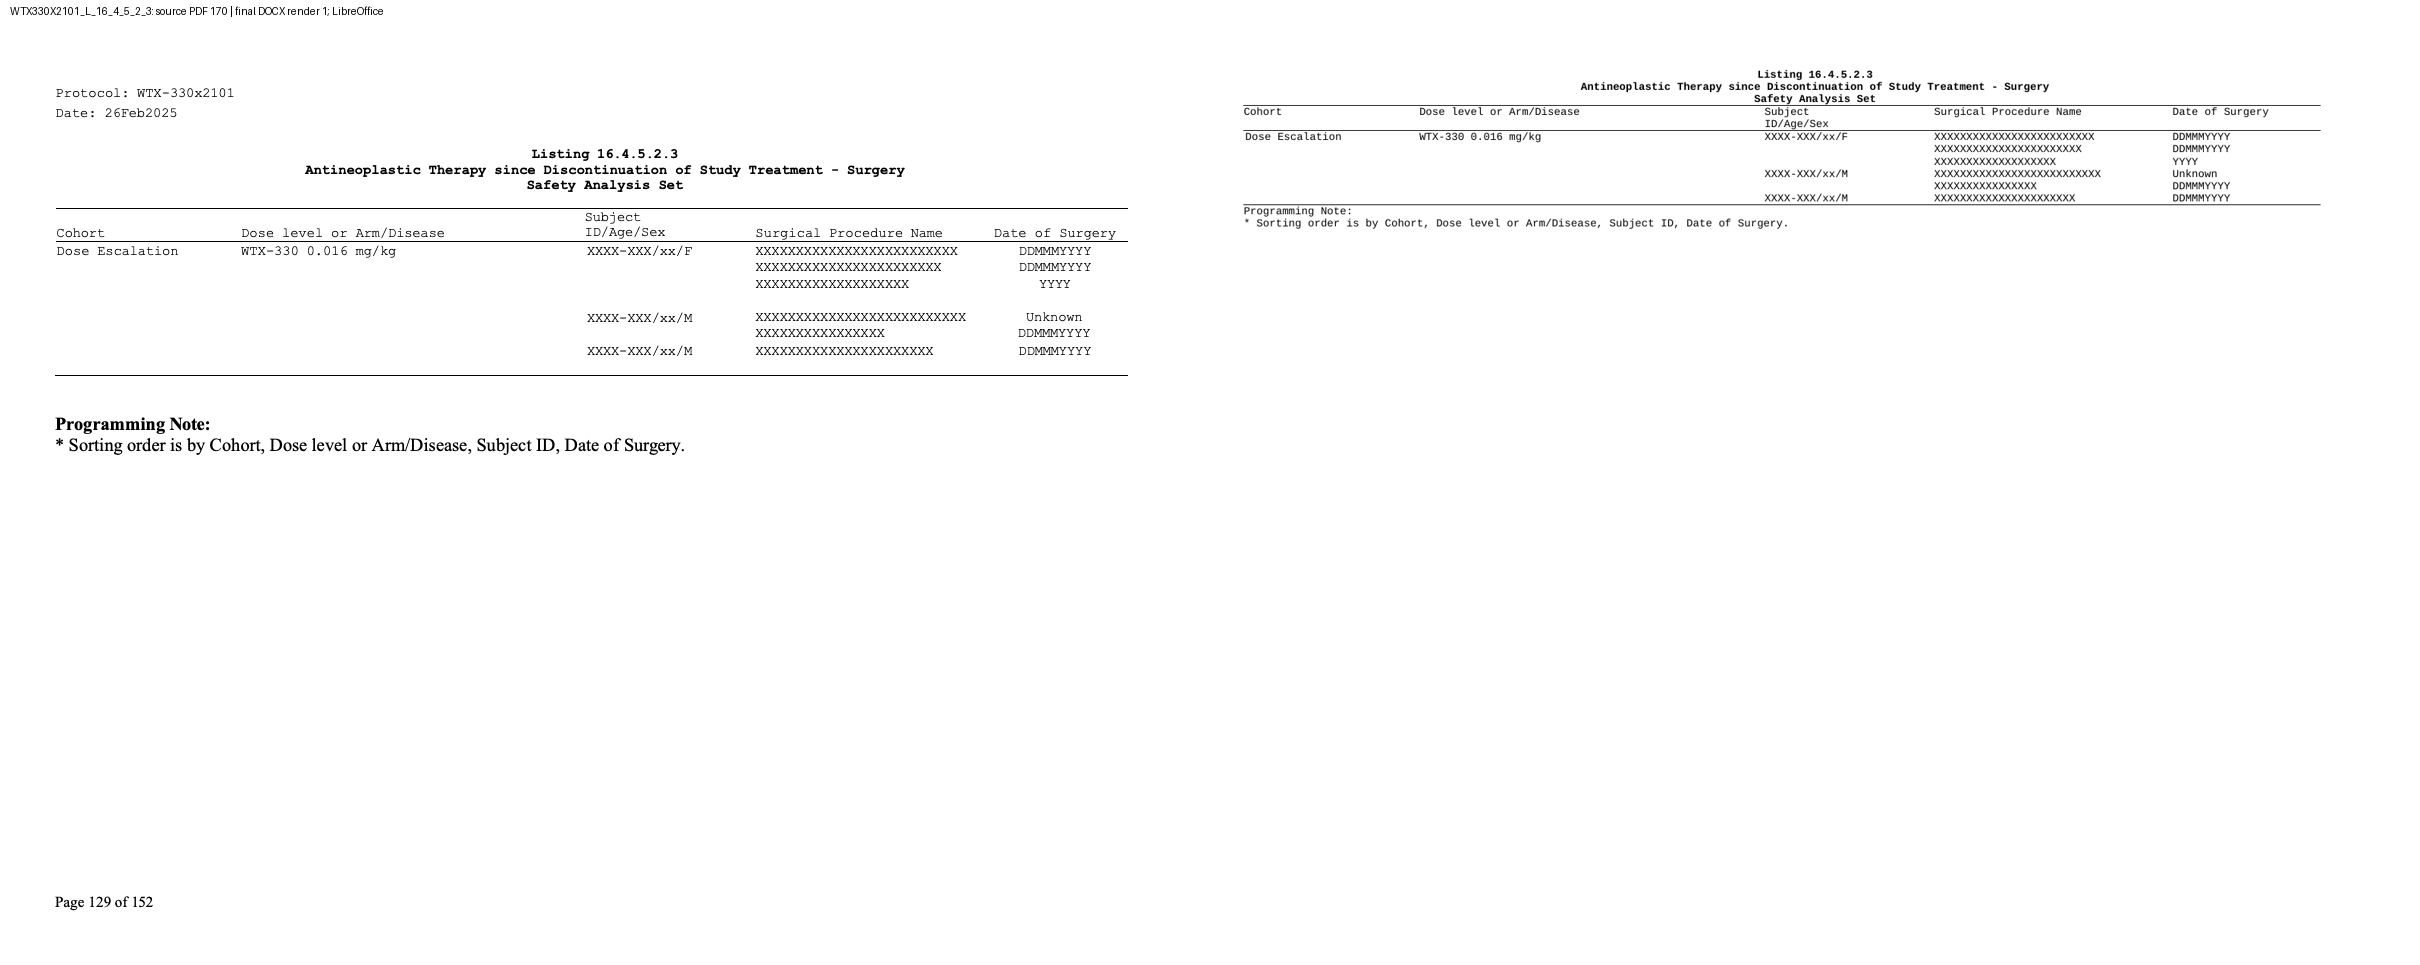 WTX330X2101_L_16_4_5_2_3: source PDF 170 | final DOCX render 1; LibreOffice
Protocol: WTX-330x2101
Date: 26Feb2025
Listing 16.4.5.2.3
Antineoplastic Therapy since Discontinuation of Study Treatment - Surgery
Safety Analysis Set
Subject
Cohort Dose level or Arm/Disease ID/Age/Sex Surgical Procedure Name Date of Surgery
Dose Escalation WTX-330 0.016 mg/kg XXXX-XXX/xx/F XXXXXXXXXXXXXXXXXXXXXXXXX DDMMMYYYY
XXXXXXXXXXXXXXXXXXXXXXX DDMMMYYYY
XXXXXXXXXXXXXXXXXXX YYYY
XXXX-XXX/xx/M XXXXXXXXXXXXXXXXXXXXXXXXXX Unknown
XXXXXXXXXXXXXXXX DDMMMYYYY
XXXX-XXX/xx/M XXXXXXXXXXXXXXXXXXXXXX DDMMMYYYY
Programming Note:
* Sorting order is by Cohort, Dose level or Arm/Disease, Subject ID, Date of Surgery.
Page 129 of 152
Listing 16.4.5.2.3
Antineoplastic Therapy since Discontinuation of Study Treatment - Surgery
Safety Analysis Set
Cohort Dose level or Arm/Disease Subject Surgical Procedure Name Date of Surgery
ID/Age/Sex
Dose Escalation WTX-330 0.016 mg/kg XXXX-XXX/xx/F XXXXXXXXXXXXXXXXXXXXXXXXX DDMMMYYYY
XXXXXXXXXXXXXXXXXXXXXXX DDMMMYYYY
XXXXXXXXXXXXXXXXXXX YYYY
XXXX-XXX/xx/M XXXXXXXXXXXXXXXXXXXXXXXXXX Unknown
XXXXXXXXXXXXXXXX DDMMMYYYY
XXXX-XXX/xx/M XXXXXXXXXXXXXXXXXXXXXX DDMMMYYYY
Programming Note:
* Sorting order is by Cohort, Dose level or Arm/Disease, Subject ID, Date of Surgery.